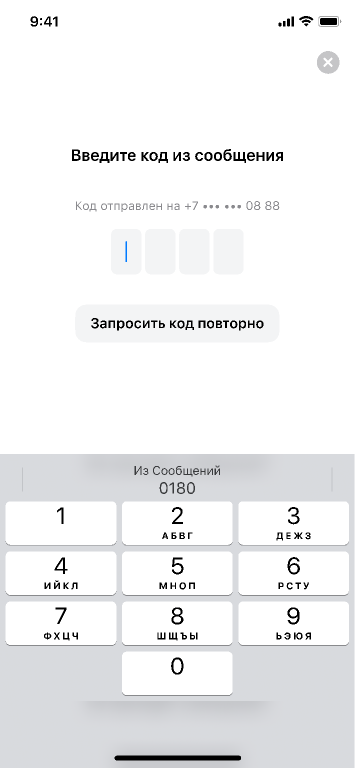 9:41
Введите код из сообщения
Код отправлен на +7 ••• ••• 08 88
Запросить код повторно
Из Сообщений
0180
1 2 3
АБВГ ДЕЖЗ
4 5 6
ИЙКЛ МНОП РСТУ
7 8 9
ФХЦЧ ШЩЪЫ ЬЭЮЯ
0